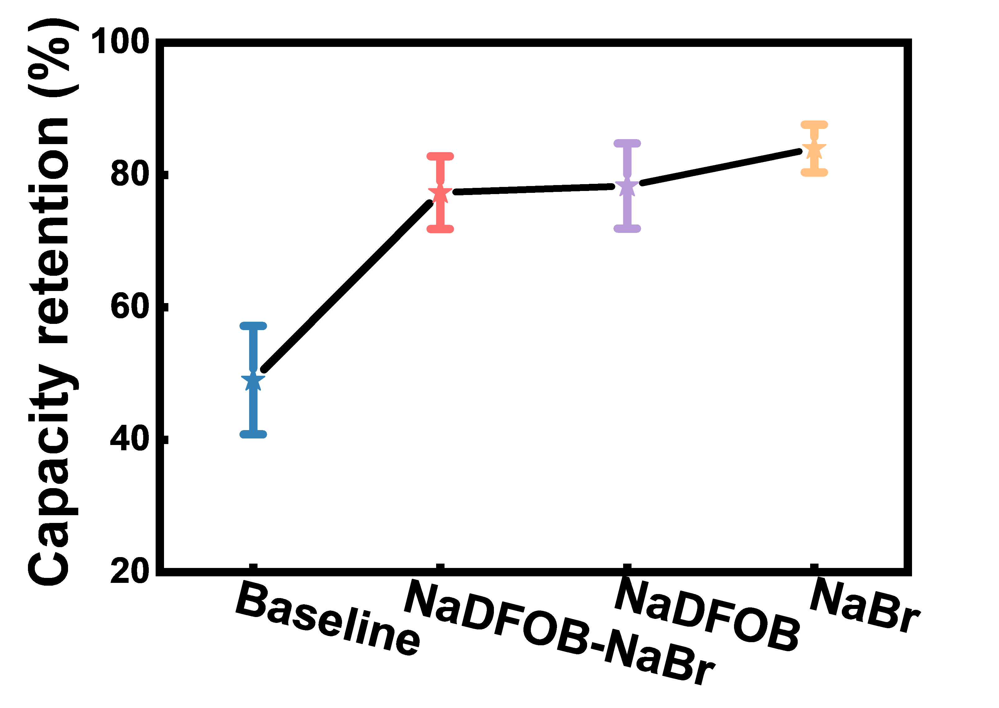 Capacity retention (%)
100
80
60
40
20
Baseline
NaDFOB-NaBr
NaDFOB
NaBr